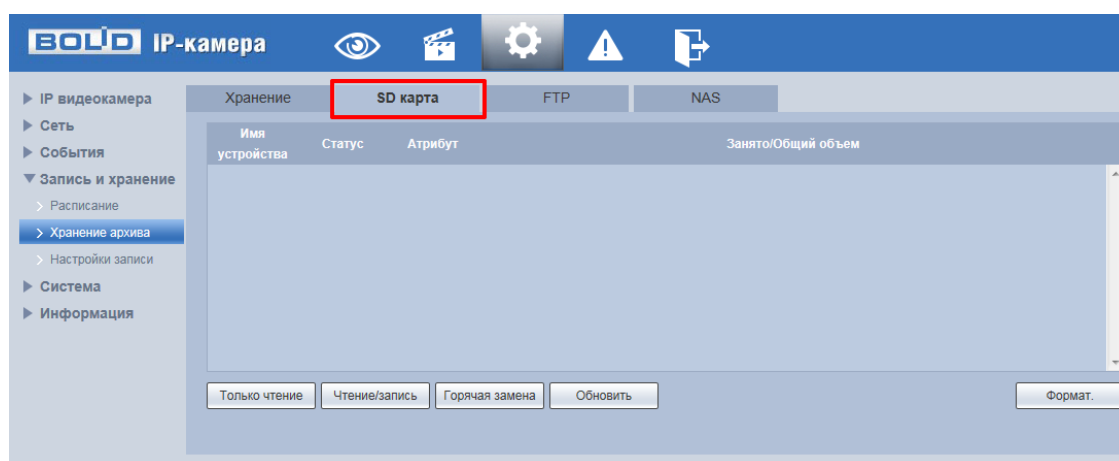 BOLID IP-камера
IP видеокамера
Сеть
События
Запись и хранение
Расписание
Хранение архива
Настройки записи
Система
Информация
Хранение SD карта FTP NAS
Имя устройства Статус Атрибут Занято/Общий объем
Только чтение Чтение/запись Горячая замена Обновить Формат.